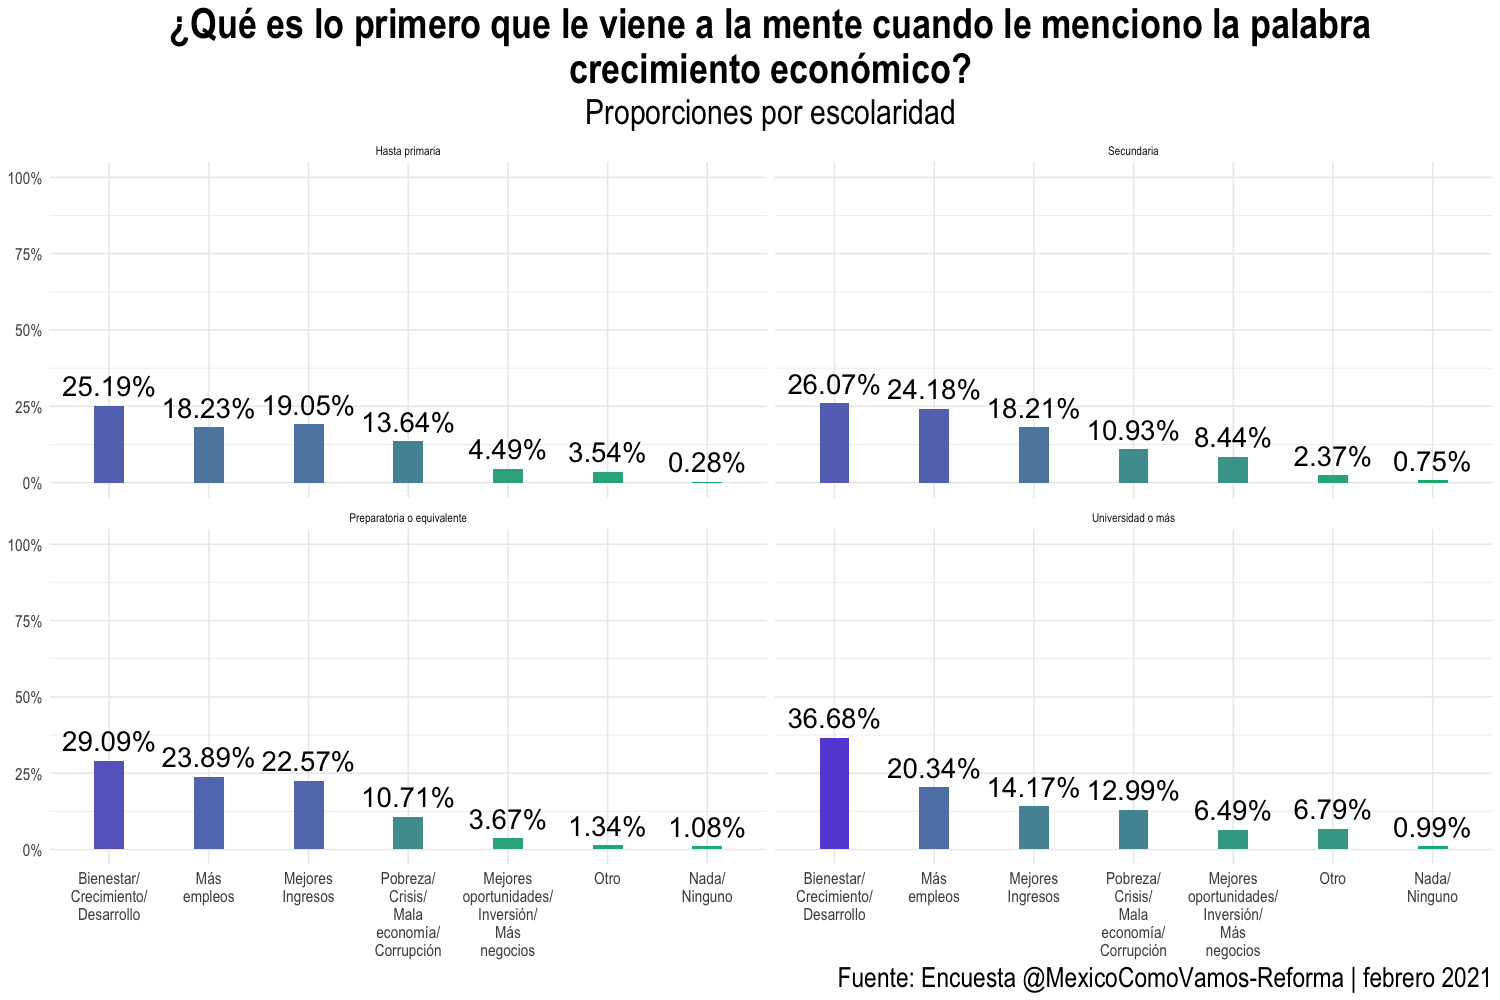 ¿Qué es lo primero que le viene a la mente cuando le menciono la palabra
crecimiento económico?
Proporciones por escolaridad
Hasta primaria
100%
75%
50%
25%
0%
25.19%
18.23%
19.05%
13.64%
4.49%
3.54%
0.28%
Secundaria
26.07%
24.18%
18.21%
10.93%
8.44%
2.37%
0.75%
Preparatoria o equivalente
100%
75%
50%
25%
0%
29.09%
23.89%
22.57%
10.71%
3.67%
1.34%
1.08%
Bienestar/
Crecimiento/
Desarrollo
Más
empleos
Mejores
Ingresos
Pobreza/
Crisis/
Mala
economía/
Corrupción
Mejores
oportunidades/
Inversión/
Más
negocios
Otro
Nada/
Ninguno
Universidad o más
36.68%
20.34%
14.17%
12.99%
6.49%
6.79%
0.99%
Bienestar/
Crecimiento/
Desarrollo
Más
empleos
Mejores
Ingresos
Pobreza/
Crisis/
Mala
economía/
Corrupción
Mejores
oportunidades/
Inversión/
Más
negocios
Otro
Nada/
Ninguno
Fuente: Encuesta @MexicoComoVamos-Reforma | febrero 2021